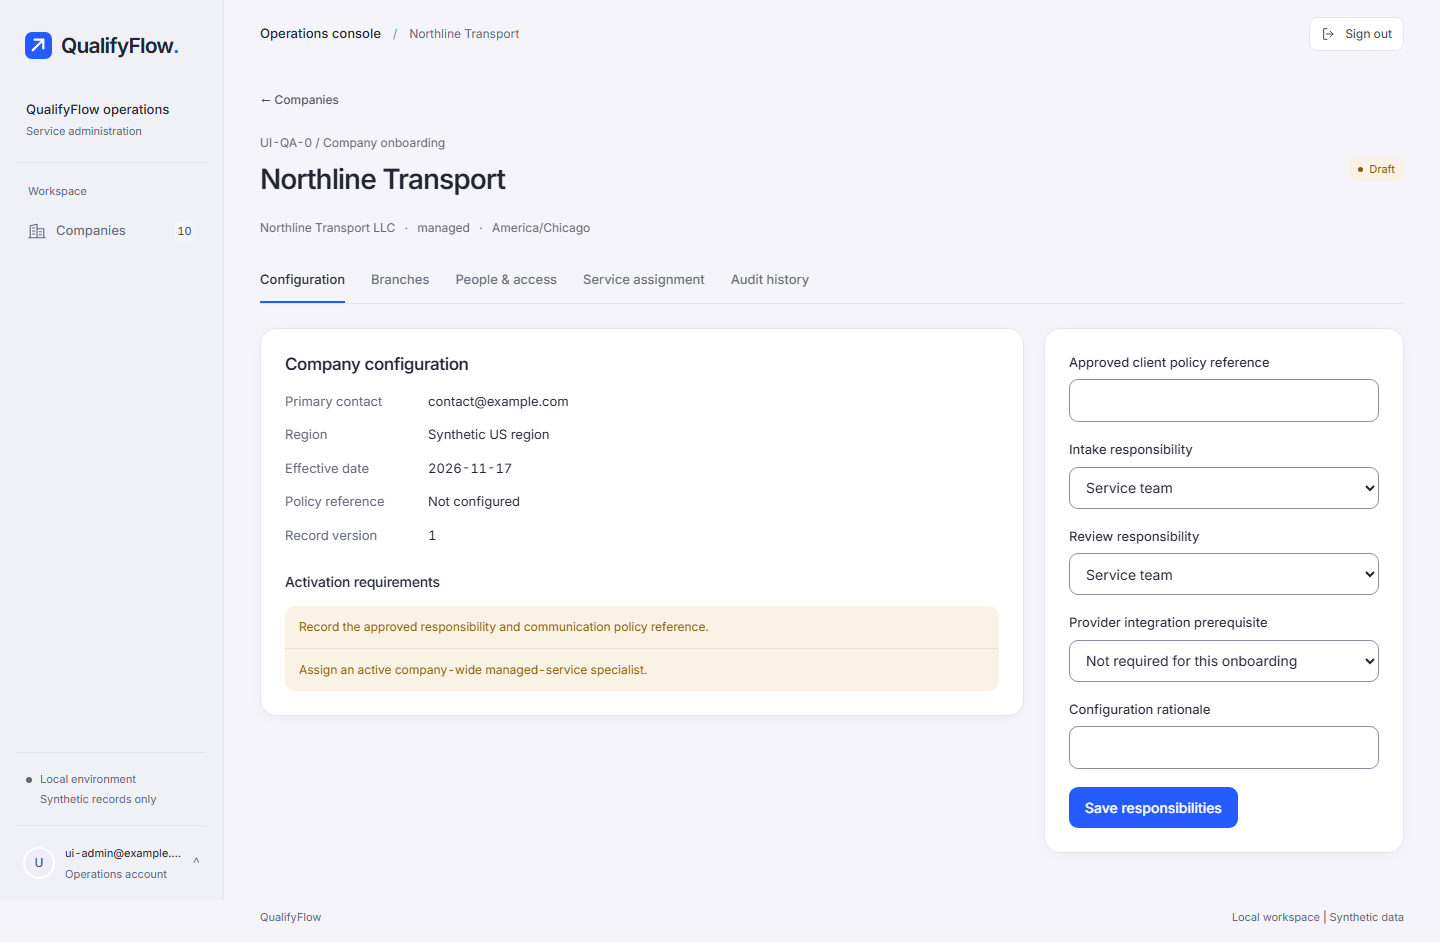 QualifyFlow.
QualifyFlow operations
Service administration
Workspace
Companies 10
Local environment
Synthetic records only
U
ui-admin@example....
Operations account
^
Operations console / Northline Transport
Sign out
← Companies
UI-QA-0 / Company onboarding
Northline Transport
Draft
Northline Transport LLC · managed · America/Chicago
Configuration Branches People & access Service assignment Audit history
Company configuration
Primary contact contact@example.com
Region Synthetic US region
Effective date 2026-11-17
Policy reference Not configured
Record version 1
Activation requirements
Record the approved responsibility and communication policy reference.
Assign an active company-wide managed-service specialist.
Approved client policy reference
Intake responsibility
Service team
Review responsibility
Service team
Provider integration prerequisite
Not required for this onboarding
Configuration rationale
Save responsibilities
QualifyFlow
Local workspace | Synthetic data